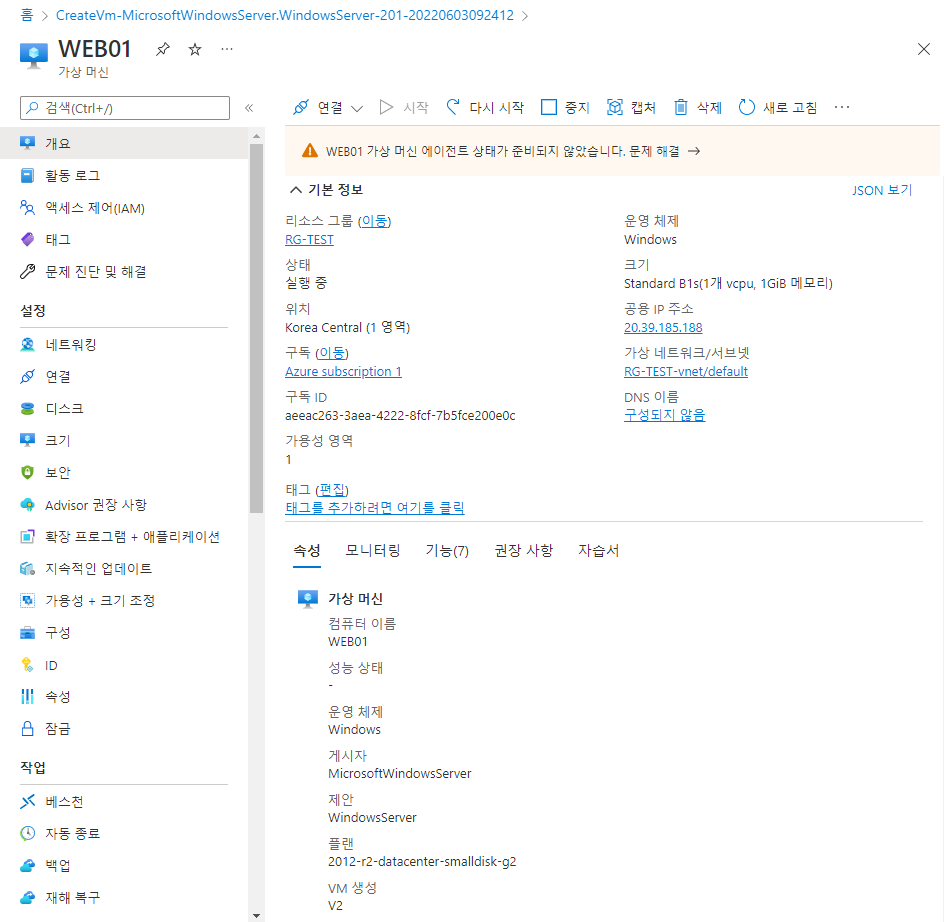 홈 > CreateVm-MicrosoftWindowsServer.WindowsServer-201-20220603092412 >
WEB01
가상 머신
검색(Ctrl+/)
«
개요
활동 로그
액세스 제어(IAM)
태그
문제 진단 및 해결
설정
네트워킹
연결
디스크
크기
보안
Advisor 권장 사항
확장 프로그램 + 애플리케이션
지속적인 업데이트
가용성 + 크기 조정
구성
ID
속성
잠금
작업
베스천
자동 종료
백업
재해 복구
연결 시작 다시 시작 중지 캡처 삭제 새로 고침 ···
WEB01 가상 머신 에이전트 상태가 준비되지 않았습니다. 문제 해결 →
기본 정보 JSON 보기
리소스 그룹 (이동)
RG-TEST
상태
실행 중
위치
Korea Central (1 영역)
구독 (이동)
Azure subscription 1
구독 ID
aeeac263-3aea-4222-8fcf-7b5fce200e0c
가용성 영역
1
운영 체제
Windows
크기
Standard B1s(1개 vcpu, 1GiB 메모리)
공용 IP 주소
20.39.185.188
가상 네트워크/서브넷
RG-TEST-vnet/default
DNS 이름
구성되지 않음
태그 (편집)
태그를 추가하려면 여기를 클릭
속성 모니터링 기능(7) 권장 사항 자습서
가상 머신
컴퓨터 이름
WEB01
성능 상태
-
운영 체제
Windows
게시자
MicrosoftWindowsServer
제안
WindowsServer
플랜
2012-r2-datacenter-smalldisk-g2
VM 생성
V2